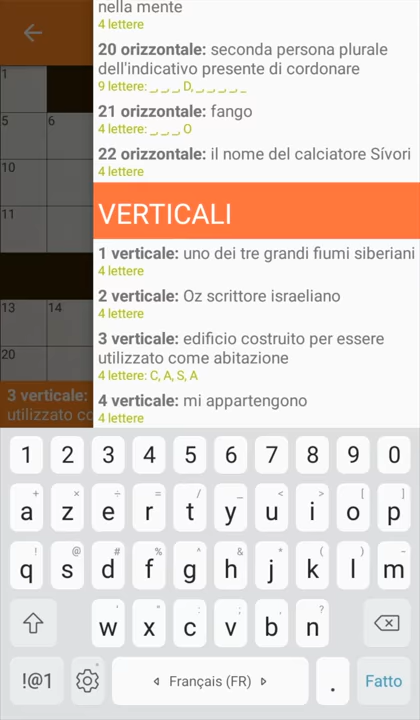 nella mente
4 lettere
20 orizzontale: seconda persona plurale
dell'indicativo presente di cordonare
9 lettere: _, _, _, D, _, _, _, _, _
21 orizzontale: fango
4 lettere: _, _, _, O
22 orizzontale: il nome del calciatore Sívori
4 lettere
VERTICALI
1 verticale: uno dei tre grandi fiumi siberiani
4 lettere
2 verticale: Oz scrittore israeliano
4 lettere
3 verticale: edificio costruito per essere
utilizzato come abitazione
4 lettere: C, A, S, A
4 verticale: mi appartengono
4 lettere
1
5 6
10
11
13 14
20
3 verticale:
utilizzato co
1 2 3 4 5 6 7 8 9 0
+ × ÷ = / _ < > [ ]
a z e r t y u i o p
! @ # % ^ & * ( ) -
q s d f g h j k l m
' " : ; , ?
w x c v b n
!@1 Français (FR) . Fatto